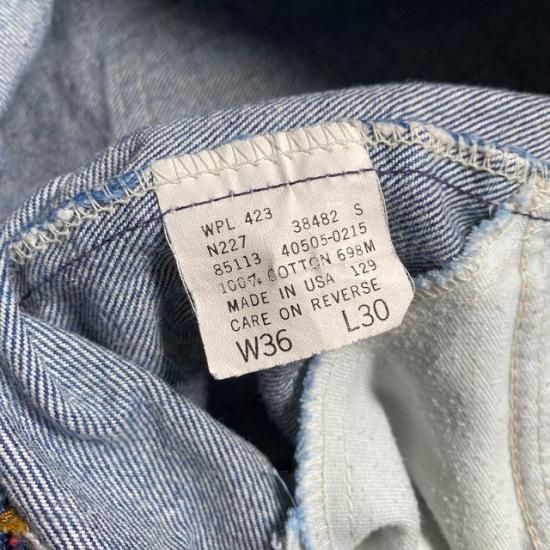 WPL 423
N227 38482 S
85113 40505-0215
100% COTTON 698M
MADE IN USA 129
CARE ON REVERSE
W36 L30